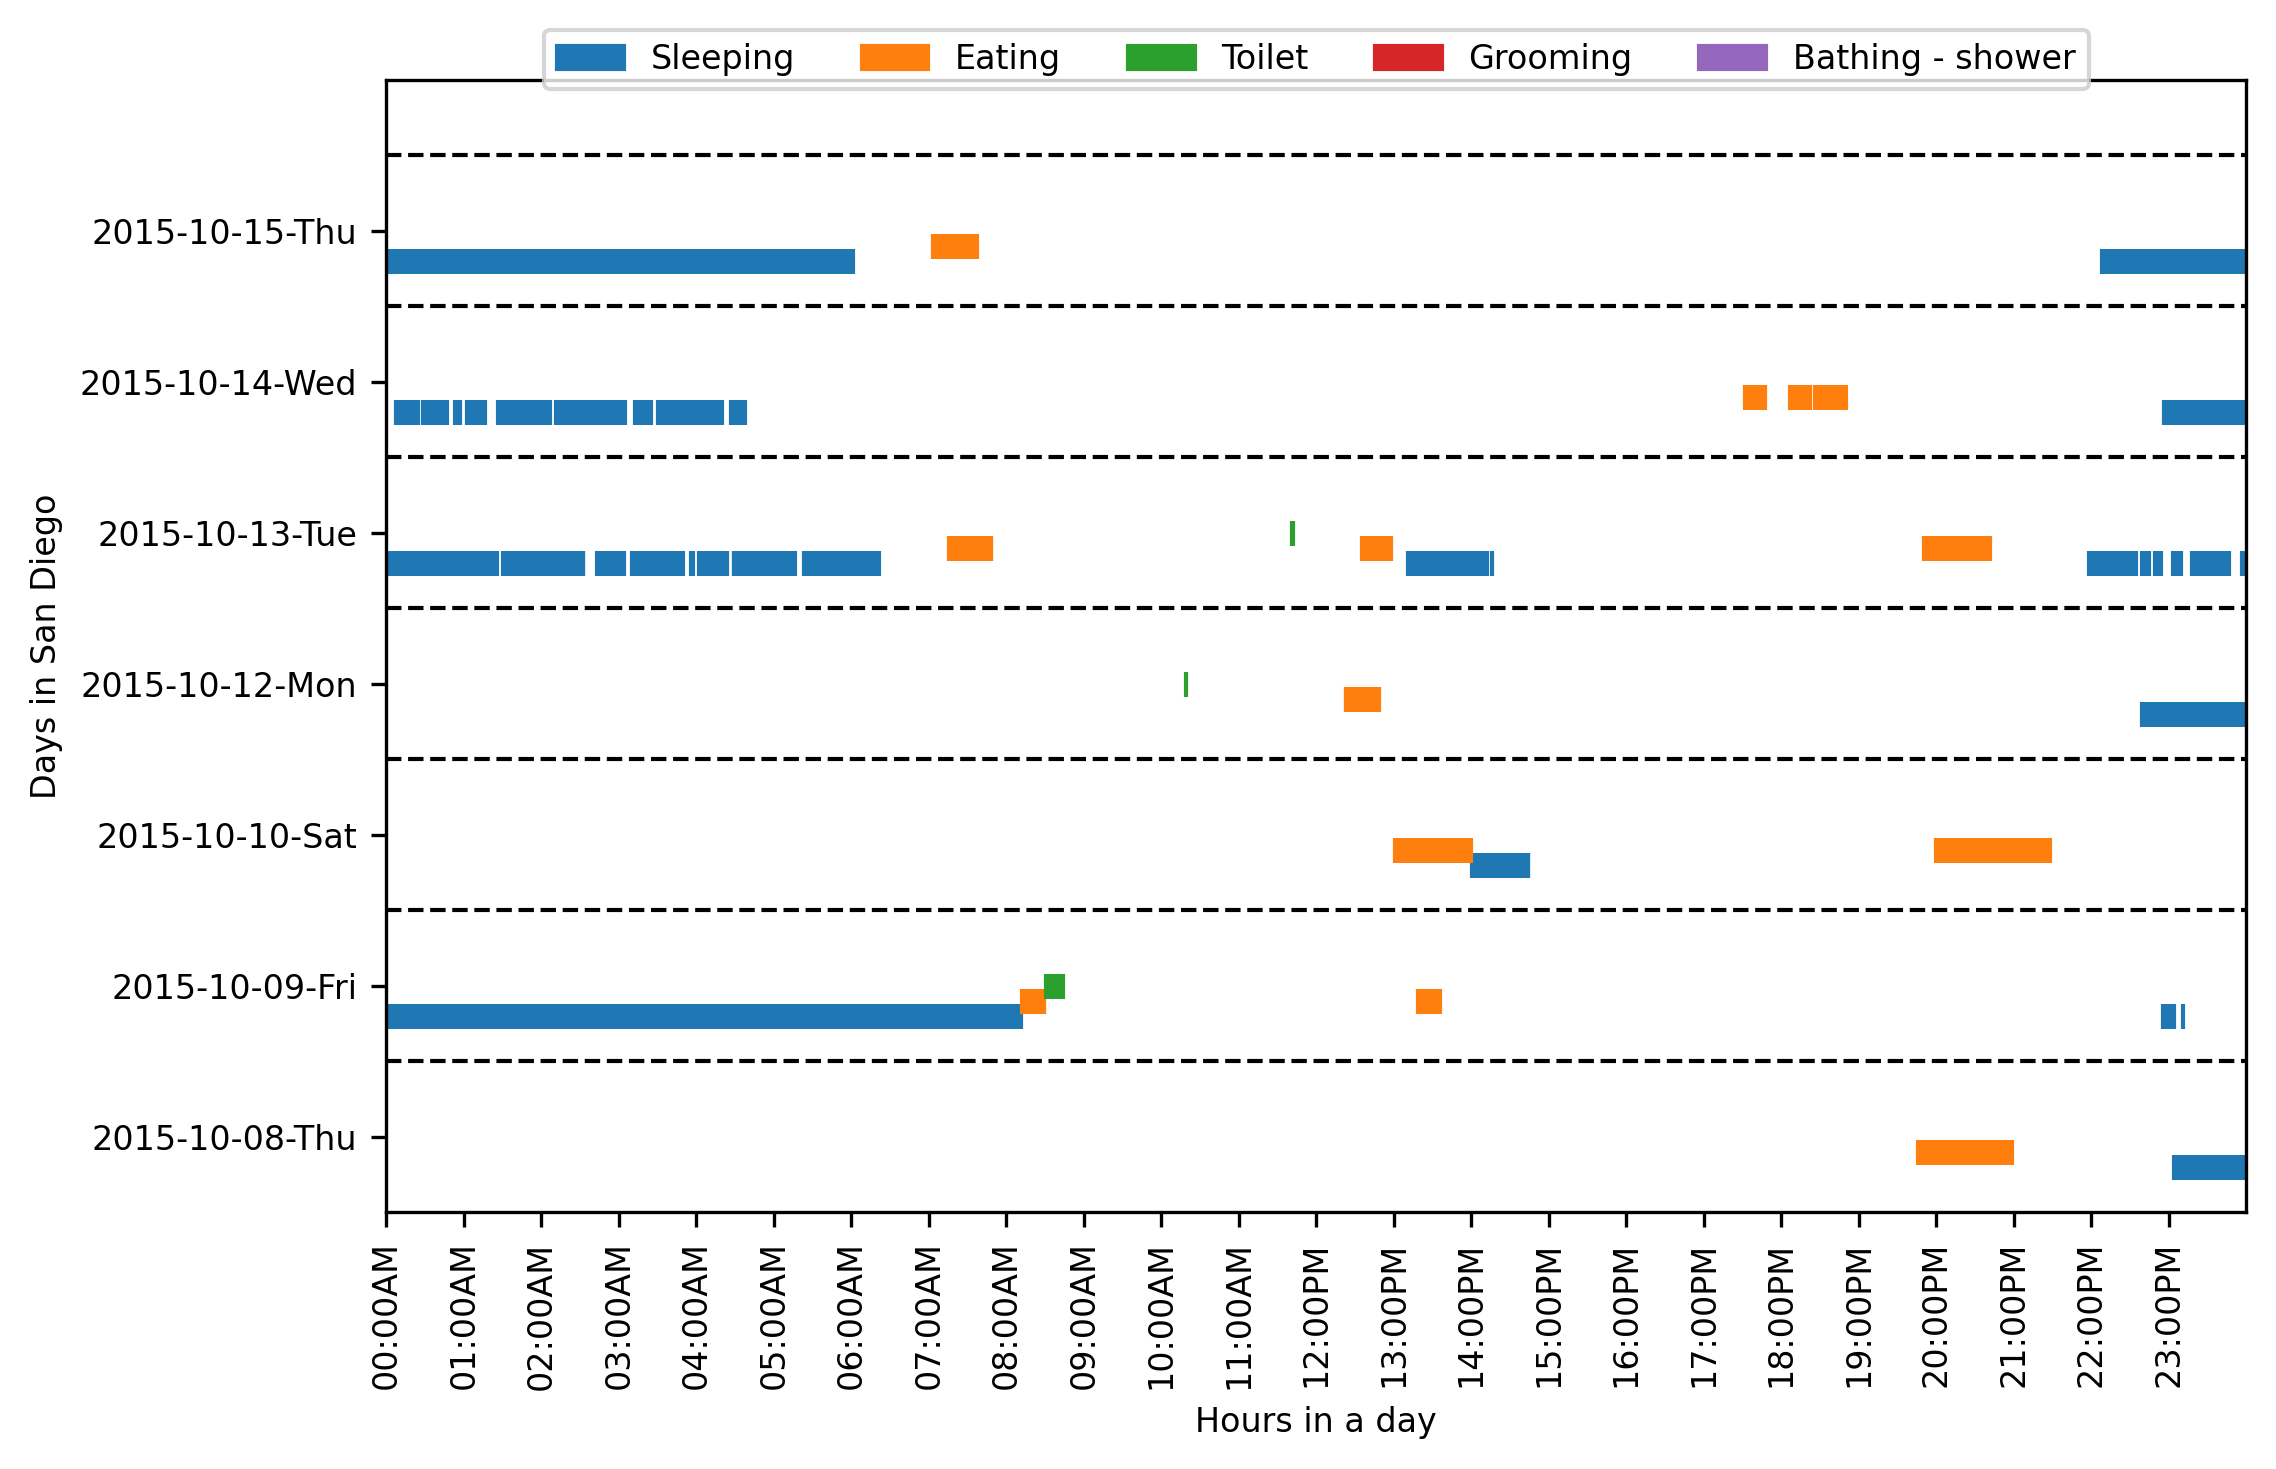 Sleeping Eating Toilet Grooming Bathing - shower
Days in San Diego
2015-10-15-Thu
2015-10-14-Wed
2015-10-13-Tue
2015-10-12-Mon
2015-10-10-Sat
2015-10-09-Fri
2015-10-08-Thu
00:00AM
01:00AM
02:00AM
03:00AM
04:00AM
05:00AM
06:00AM
07:00AM
08:00AM
09:00AM
10:00AM
11:00AM
12:00PM
13:00PM
14:00PM
15:00PM
16:00PM
17:00PM
18:00PM
19:00PM
20:00PM
21:00PM
22:00PM
23:00PM
Hours in a day